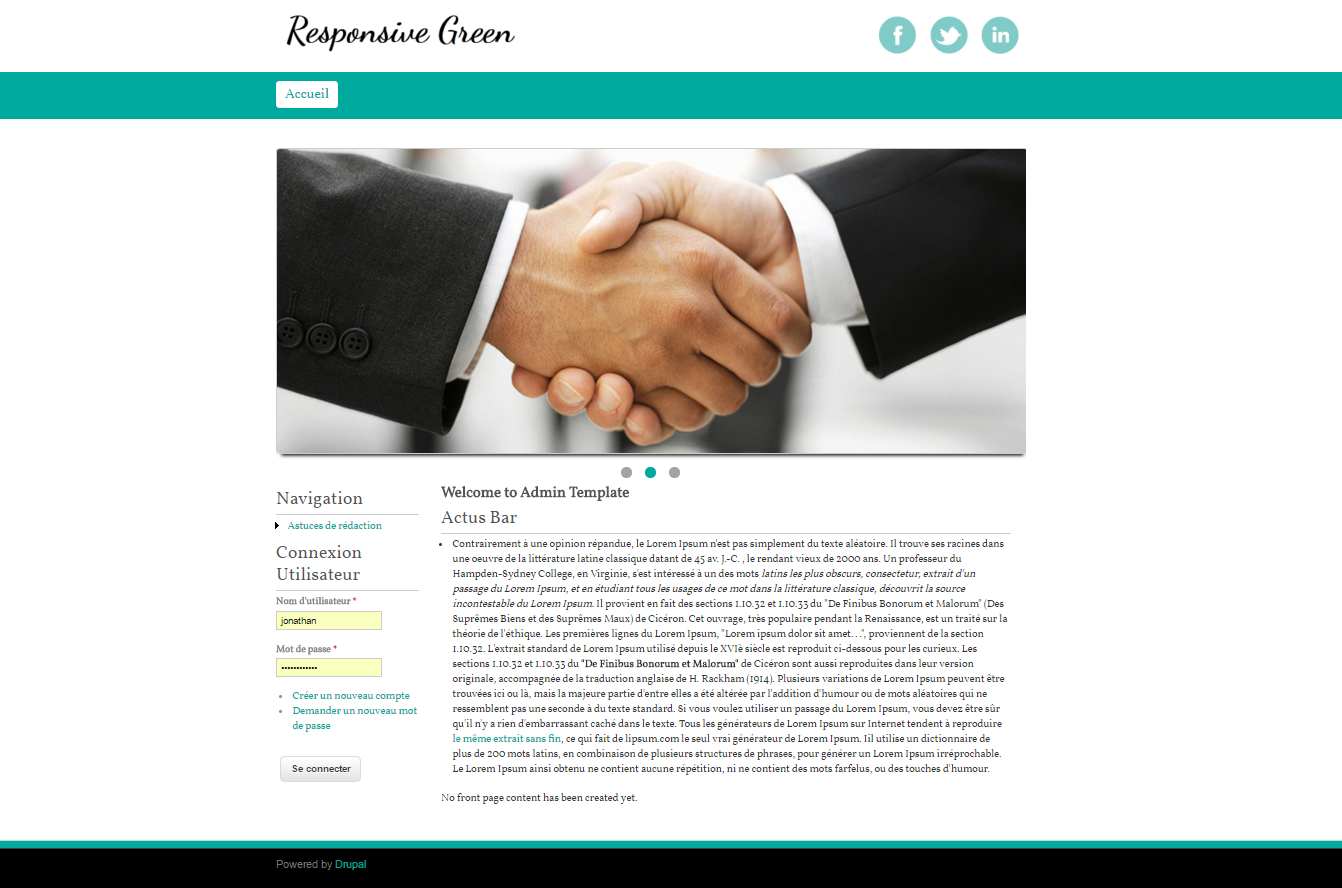 Responsive Green
Accueil
Navigation
Astuces de rédaction
Connexion
Utilisateur
Nom d'utilisateur *
jonathan
Mot de passe *
••••••••••••
Créer un nouveau compte
Demander un nouveau mot
de passe
Se connecter
Welcome to Admin Template
Actus Bar
Contrairement à une opinion répandue, le Lorem Ipsum n'est pas simplement du texte aléatoire. Il trouve ses racines dans
une oeuvre de la littérature latine classique datant de 45 av. J.-C. , le rendant vieux de 2000 ans. Un professeur du
Hampden-Sydney College, en Virginie, s'est intéressé à un des mots latins les plus obscurs, consectetur, extrait d'un
passage du Lorem Ipsum, et en étudiant tous les usages de ce mot dans la littérature classique, découvrit la source
incontestable du Lorem Ipsum. Il provient en fait des sections 1.10.32 et 1.10.33 du "De Finibus Bonorum et Malorum" (Des
Suprêmes Biens et des Suprêmes Maux) de Cicéron. Cet ouvrage, très populaire pendant la Renaissance, est un traité sur la
théorie de l'éthique. Les premières lignes du Lorem Ipsum, "Lorem ipsum dolor sit amet...", proviennent de la section
1.10.32. L'extrait standard de Lorem Ipsum utilisé depuis le XVIè siècle est reproduit ci-dessous pour les curieux. Les
sections 1.10.32 et 1.10.33 du "De Finibus Bonorum et Malorum" de Cicéron sont aussi reproduites dans leur version
originale, accompagnée de la traduction anglaise de H. Rackham (1914). Plusieurs variations de Lorem Ipsum peuvent être
trouvées ici ou là, mais la majeure partie d'entre elles a été altérée par l'addition d'humour ou de mots aléatoires qui ne
ressemblent pas une seconde à du texte standard. Si vous voulez utiliser un passage du Lorem Ipsum, vous devez être sûr
qu'il n'y a rien d'embarrassant caché dans le texte. Tous les générateurs de Lorem Ipsum sur Internet tendent à reproduire
le même extrait sans fin, ce qui fait de lipsum.com le seul vrai générateur de Lorem Ipsum. Iil utilise un dictionnaire de
plus de 200 mots latins, en combinaison de plusieurs structures de phrases, pour générer un Lorem Ipsum irréprochable.
Le Lorem Ipsum ainsi obtenu ne contient aucune répétition, ni ne contient des mots farfelus, ou des touches d'humour.
No front page content has been created yet.
Powered by Drupal